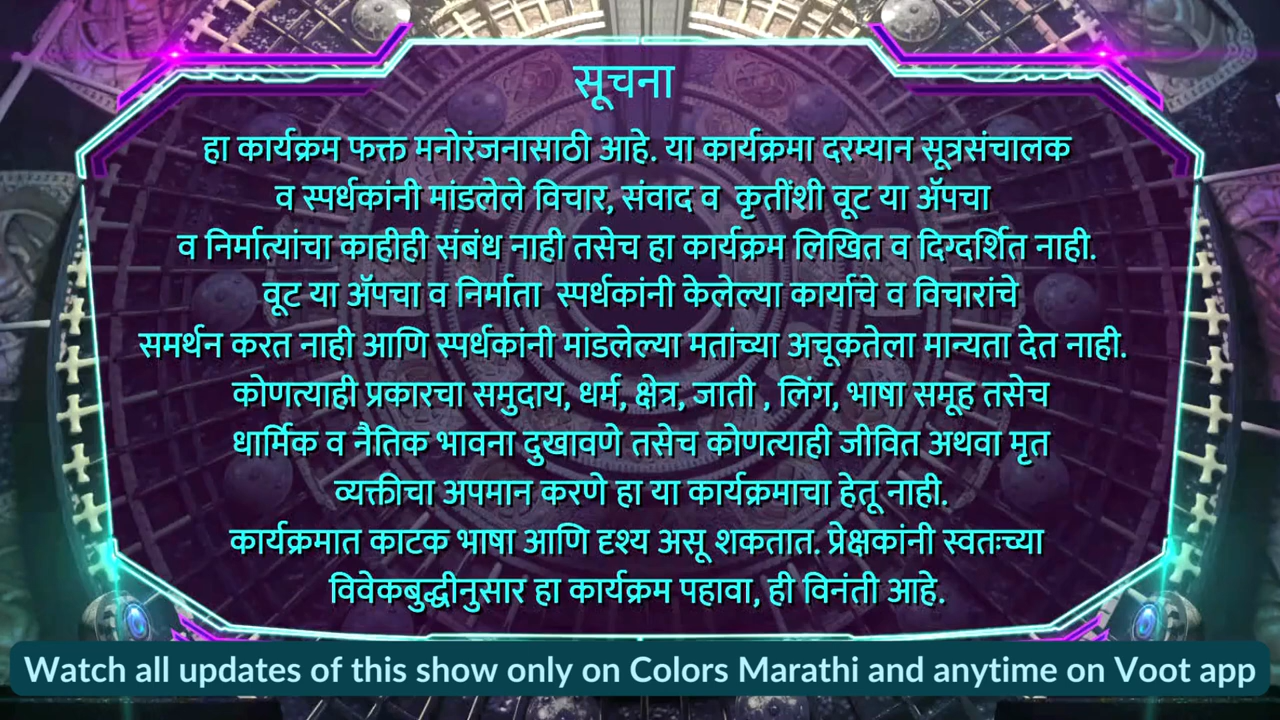 सूचना
हा कार्यक्रम फक्त मनोरंजनासाठी आहे. या कार्यक्रमा दरम्यान सूत्रसंचालक
व स्पर्धकांनी मांडलेले विचार, संवाद व कृतींशी वूट या ॲपचा
व निर्मात्यांचा काहीही संबंध नाही तसेच हा कार्यक्रम लिखित व दिग्दर्शित नाही.
वूट या ॲपचा व निर्माता स्पर्धकांनी केलेल्या कार्याचे व विचारांचे
समर्थन करत नाही आणि स्पर्धकांनी मांडलेल्या मतांच्या अचूकतेला मान्यता देत नाही.
कोणत्याही प्रकारचा समुदाय, धर्म, क्षेत्र, जाती , लिंग, भाषा समूह तसेच
धार्मिक व नैतिक भावना दुखावणे तसेच कोणत्याही जीवित अथवा मृत
व्यक्तीचा अपमान करणे हा या कार्यक्रमाचा हेतू नाही.
कार्यक्रमात काटक भाषा आणि दृश्य असू शकतात. प्रेक्षकांनी स्वतःच्या
विवेकबुद्धीनुसार हा कार्यक्रम पहावा, ही विनंती आहे.
Watch all updates of this show only on Colors Marathi and anytime on Voot app